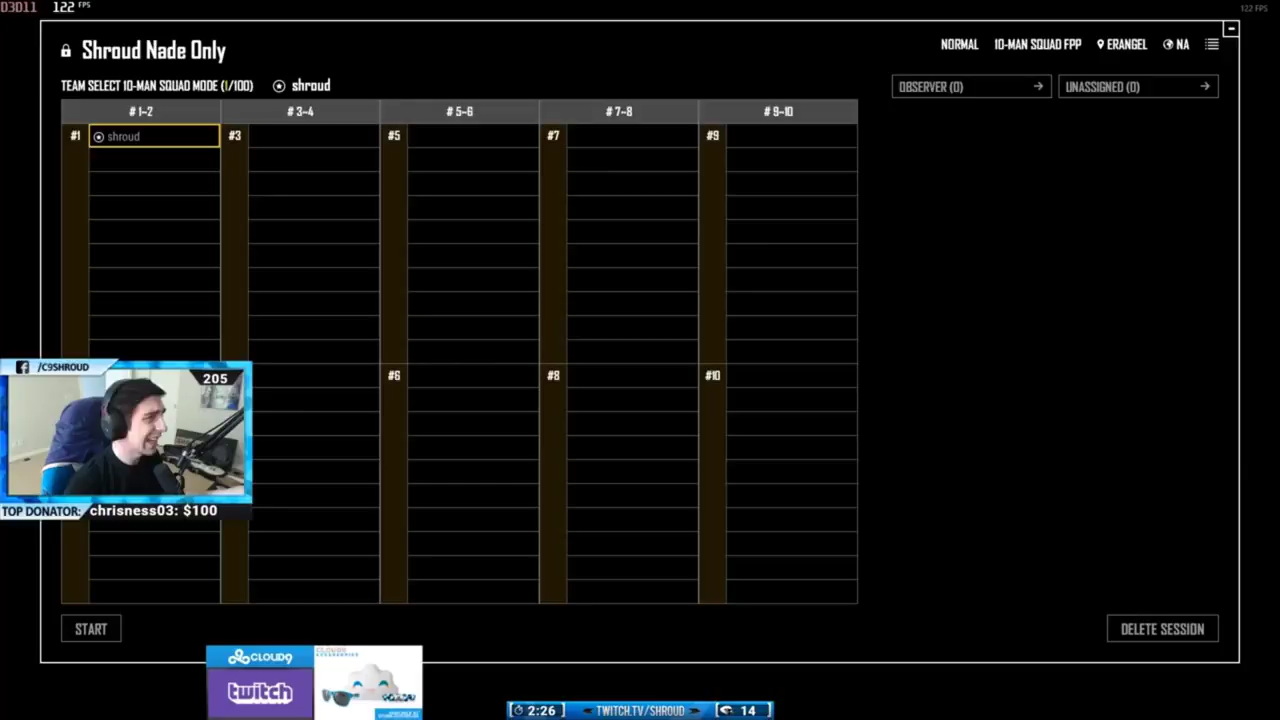 D3D11 122 FPS
122 FPS
Shroud Nade Only
NORMAL 10-MAN SQUAD FPP ERANGEL NA
TEAM SELECT 10-MAN SQUAD MODE (1/100) shroud
OBSERVER (0) UNASSIGNED (0)
# 1-2 # 3-4 # 5-6 # 7-8 # 9-10
#1 shroud #3 #5 #7 #9
/C9SHROUD
205
#6 #8 #10
TOP DONATOR: chrisness03: $100
START
DELETE SESSION
CLOUD9
twitch
2:26 TWITCH.TV/SHROUD 14